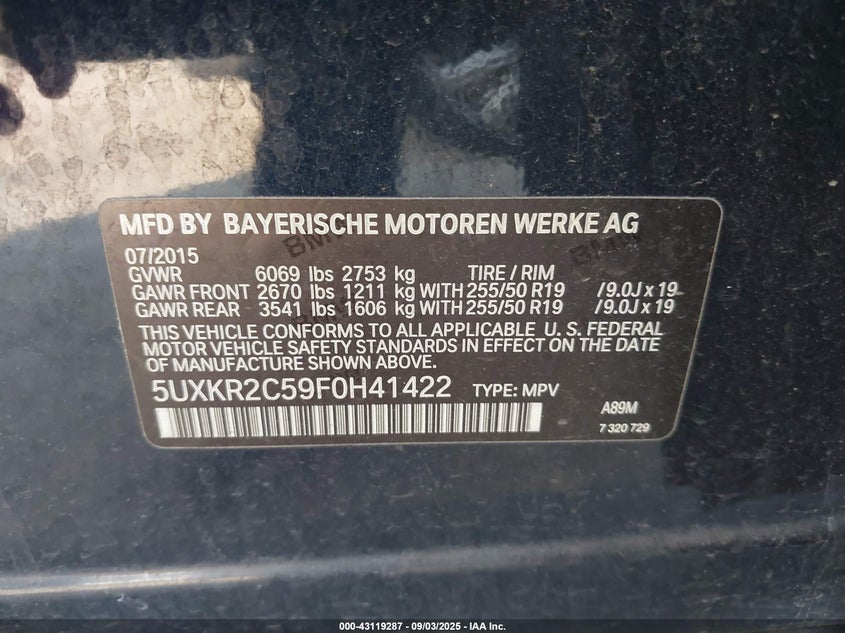 MFD BY BAYERISCHE MOTOREN WERKE AG
07/2015
GVWR 6069 lbs 2753 kg TIRE / RIM
GAWR FRONT 2670 lbs 1211 kg WITH 255/50 R19 /9.0J x 19
GAWR REAR 3541 lbs 1606 kg WITH 255/50 R19 /9.0J x 19
THIS VEHICLE CONFORMS TO ALL APPLICABLE U. S. FEDERAL
MOTOR VEHICLE SAFETY STANDARDS IN EFFECT ON THE DATE
OF MANUFACTURE SHOWN ABOVE.
5UXKR2C59F0H41422 TYPE: MPV
A89M
7 320 729
000-43119287 - 09/03/2025 - IAA Inc.